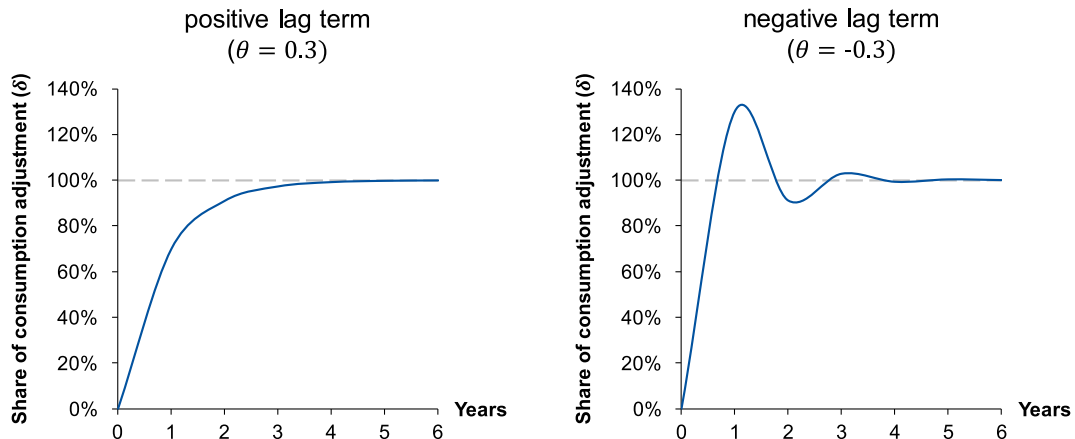 positive lag term
(θ = 0.3)
Share of consumption adjustment (δ)
140%
120%
100%
80%
60%
40%
20%
0%
0 1 2 3 4 5 6
Years
negative lag term
(θ = -0.3)
Share of consumption adjustment (δ)
140%
120%
100%
80%
60%
40%
20%
0%
0 1 2 3 4 5 6
Years